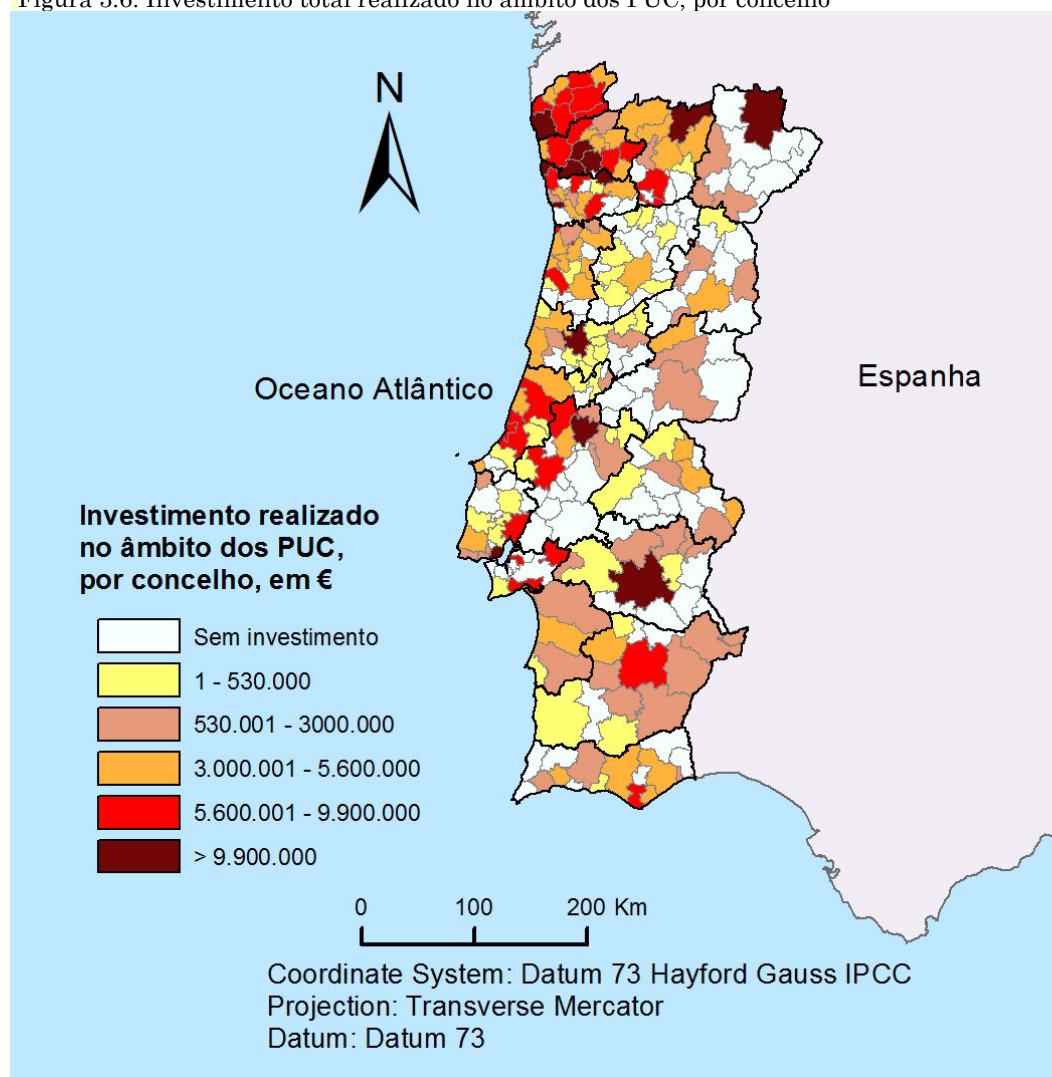 Figura 5.6. Investimento total realizado no âmbito dos PUC, por concelho
N
Oceano Atlântico
Espanha
Investimento realizado
no âmbito dos PUC,
por concelho, em €
Sem investimento
1 - 530.000
530.001 - 3000.000
3.000.001 - 5.600.000
5.600.001 - 9.900.000
> 9.900.000
0 100 200 Km
Coordinate System: Datum 73 Hayford Gauss IPCC
Projection: Transverse Mercator
Datum: Datum 73